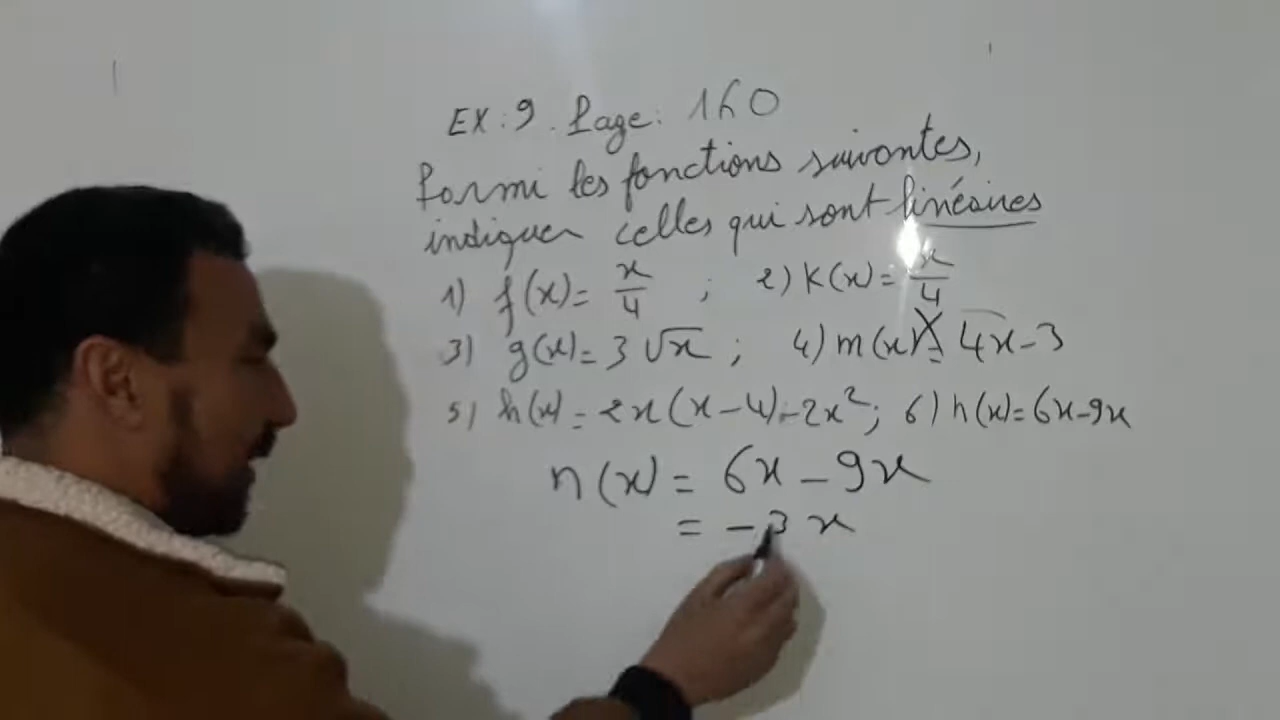 EX : 9 . Page : 160
Parmi les fonctions suivantes,
indiquer celles qui sont linéaires
1) f(x) = x/4 ; 2) K(x) = x/4
3) g(x) = 3√x ; 4) m(x) = 4x-3
5) h(x) = 2x(x-4)-2x² ; 6) n(x) = 6x-9x
n(x) = 6x - 9x
= -3x